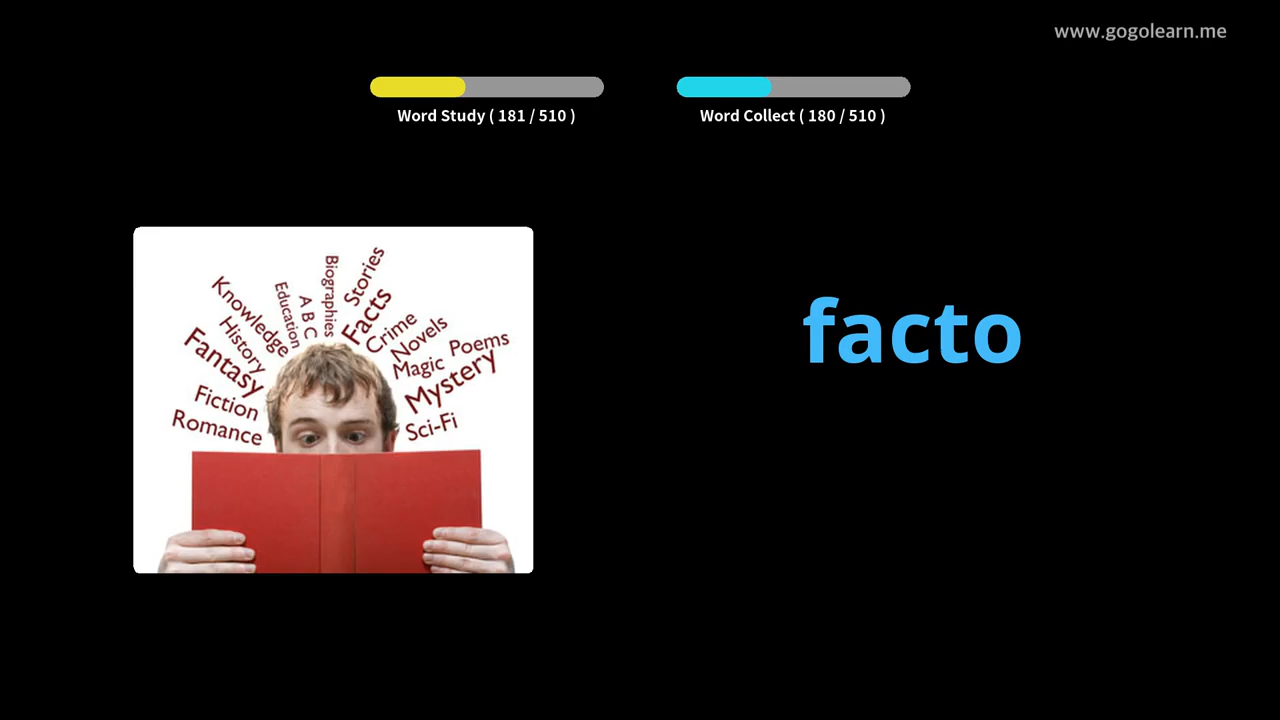 www.gogolearn.me
Word Study ( 181 / 510 )
Word Collect ( 180 / 510 )
Knowledge
Education
A B C
Biographies
Stories
Facts
Crime
Novels
Poems
Magic
Mystery
Sci-Fi
History
Fantasy
Fiction
Romance
facto